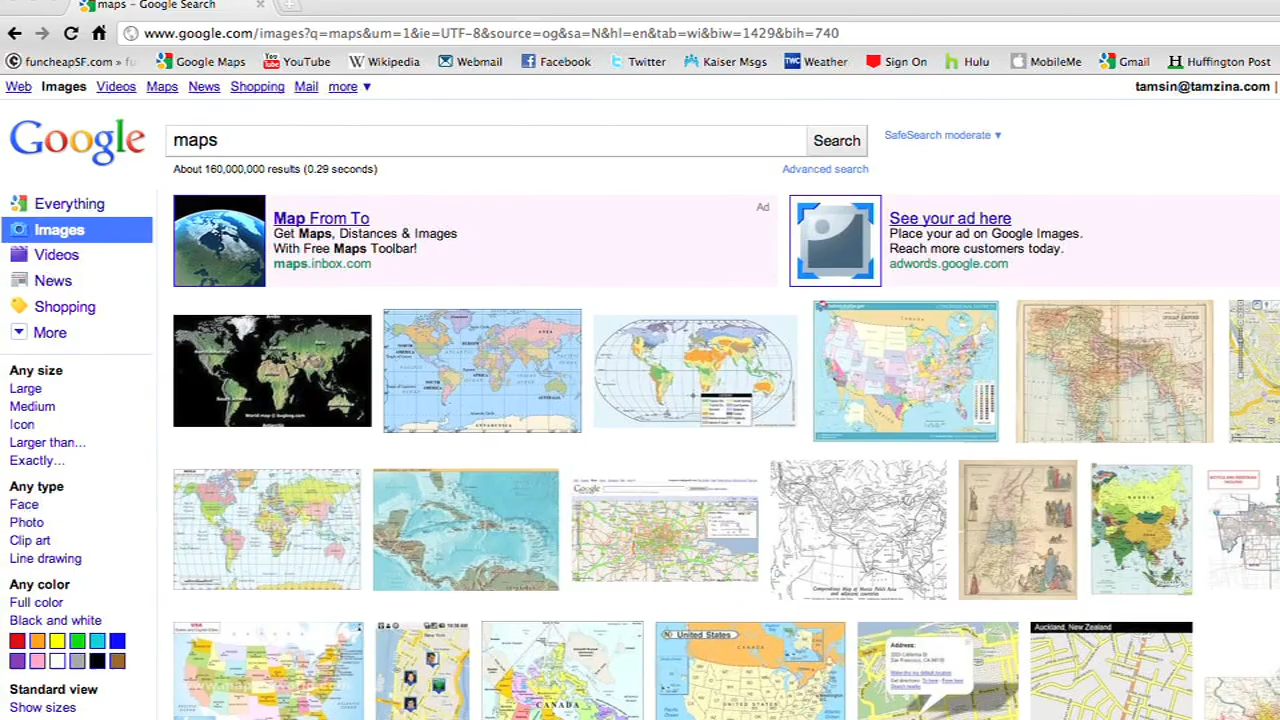 maps – Google Search
www.google.com/images?q=maps&um=1&ie=UTF-8&source=og&sa=N&hl=en&tab=wi&biw=1429&bih=740
funcheapSF.com » fu Google Maps YouTube Wikipedia Webmail Facebook Twitter Kaiser Msgs Weather Sign On Hulu MobileMe Gmail Huffington Post
Web Images Videos Maps News Shopping Mail more ▼
tamsin@tamzina.com |
Google
maps
Search
SafeSearch moderate ▼
About 160,000,000 results (0.29 seconds)
Advanced search
Everything
Images
Videos
News
Shopping
More
Any size
Large
Medium
Icon
Larger than...
Exactly...
Any type
Face
Photo
Clip art
Line drawing
Any color
Full color
Black and white
Standard view
Show sizes
Map From To
Ad
Get Maps, Distances & Images
With Free Maps Toolbar!
maps.inbox.com
See your ad here
Place your ad on Google Images.
Reach more customers today.
adwords.google.com
United States
CANADA
UNITED STATES
CANADA
Address:
Auckland, New Zealand